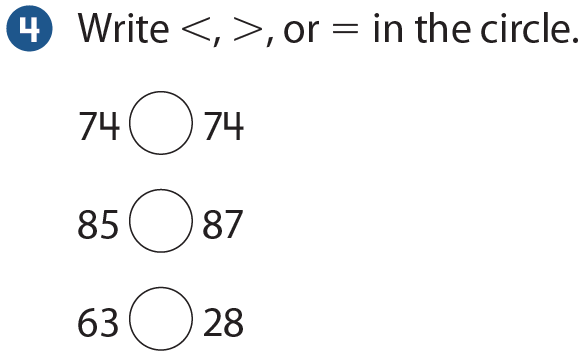 4 Write <, >, or = in the circle.
74 ◯ 74
85 ◯ 87
63 ◯ 28